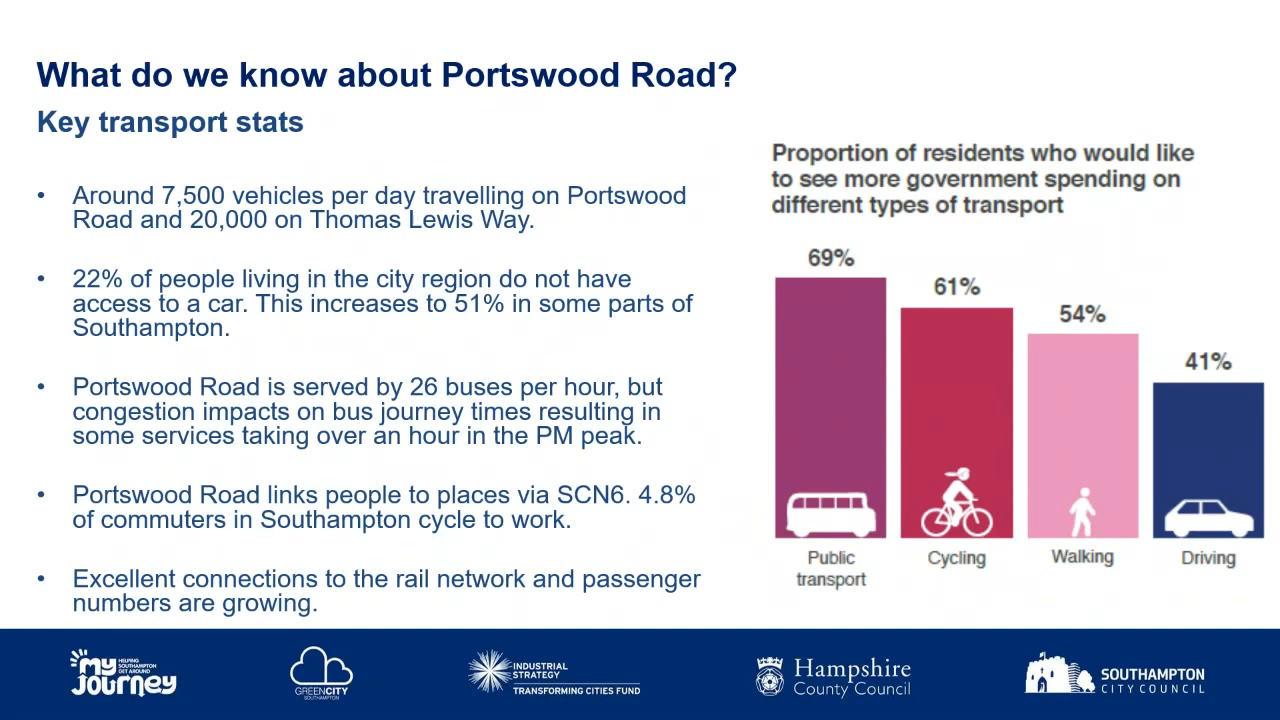 What do we know about Portswood Road?
Key transport stats
• Around 7,500 vehicles per day travelling on Portswood
Road and 20,000 on Thomas Lewis Way.
• 22% of people living in the city region do not have
access to a car. This increases to 51% in some parts of
Southampton.
• Portswood Road is served by 26 buses per hour, but
congestion impacts on bus journey times resulting in
some services taking over an hour in the PM peak.
• Portswood Road links people to places via SCN6. 4.8%
of commuters in Southampton cycle to work.
• Excellent connections to the rail network and passenger
numbers are growing.
Proportion of residents who would like
to see more government spending on
different types of transport
69%
61%
54%
41%
Public
transport
Cycling
Walking
Driving
my
JOURNEY
HELPING
SOUTHAMPTON
GET AROUND
GREENCITY
SOUTHAMPTON
INDUSTRIAL
STRATEGY
TRANSFORMING CITIES FUND
Hampshire
County Council
SOUTHAMPTON
CITY COUNCIL